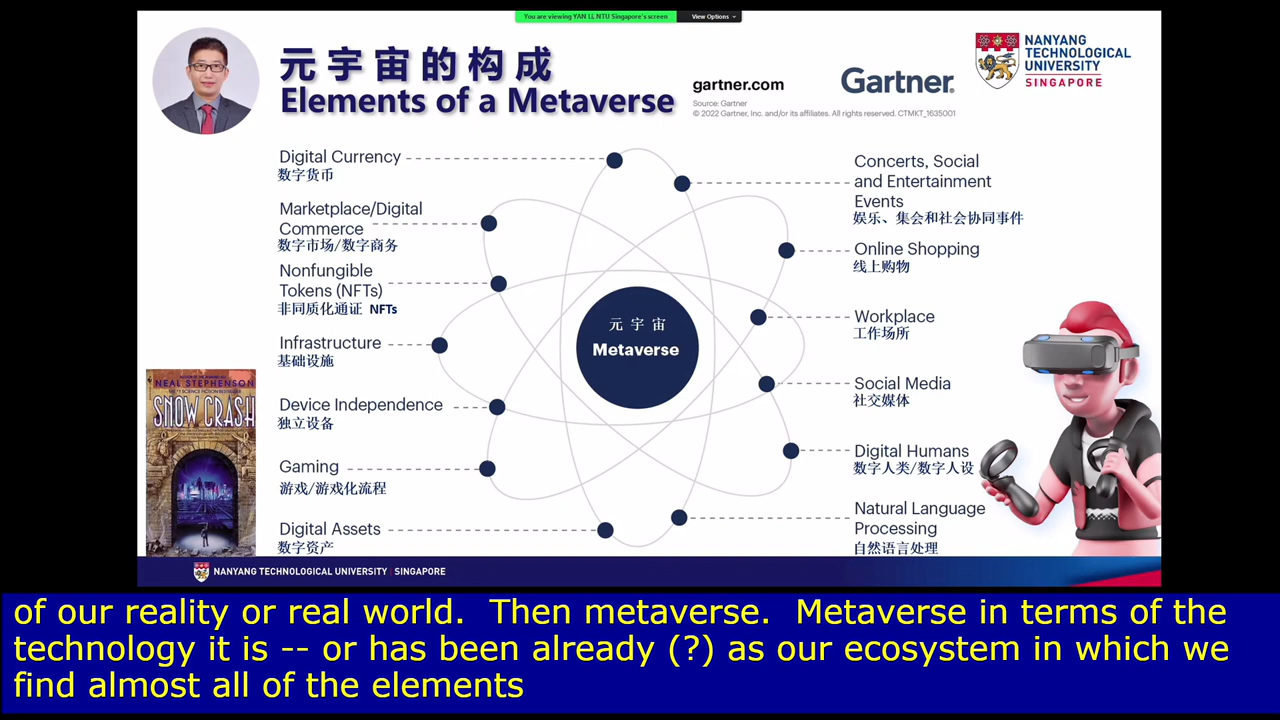 You are viewing YAN LI, NTU Singapore's screen
View Options
元宇宙的构成
Elements of a Metaverse
gartner.com
Gartner
Source: Gartner
© 2022 Gartner, Inc. and/or its affiliates. All rights reserved. CTMKT_1635001
NANYANG
TECHNOLOGICAL
UNIVERSITY
SINGAPORE
Digital Currency
数字货币
Marketplace/Digital
Commerce
数字市场/数字商务
Nonfungible
Tokens (NFTs)
非同质化通证 NFTs
Infrastructure
基础设施
Device Independence
独立设备
Gaming
游戏/游戏化流程
Digital Assets
数字资产
元宇宙
Metaverse
Concerts, Social
and Entertainment
Events
娱乐、集会和社会协同事件
Online Shopping
线上购物
Workplace
工作场所
Social Media
社交媒体
Digital Humans
数字人类/数字人设
Natural Language
Processing
自然语言处理
NEAL STEPHENSON
SNOW CRASH
NANYANG TECHNOLOGICAL UNIVERSITY SINGAPORE
of our reality or real world.  Then metaverse.  Metaverse in terms of the
technology it is -- or has been already (?) as our ecosystem in which we
find almost all of the elements